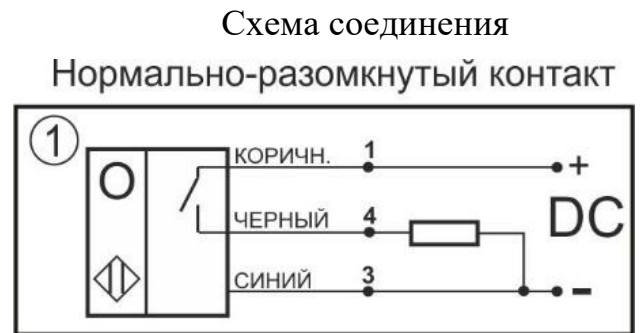 Схема соединения
Нормально-разомкнутый контакт
1
О
КОРИЧН. 1 +
ЧЕРНЫЙ 4 DC
СИНИЙ 3 -